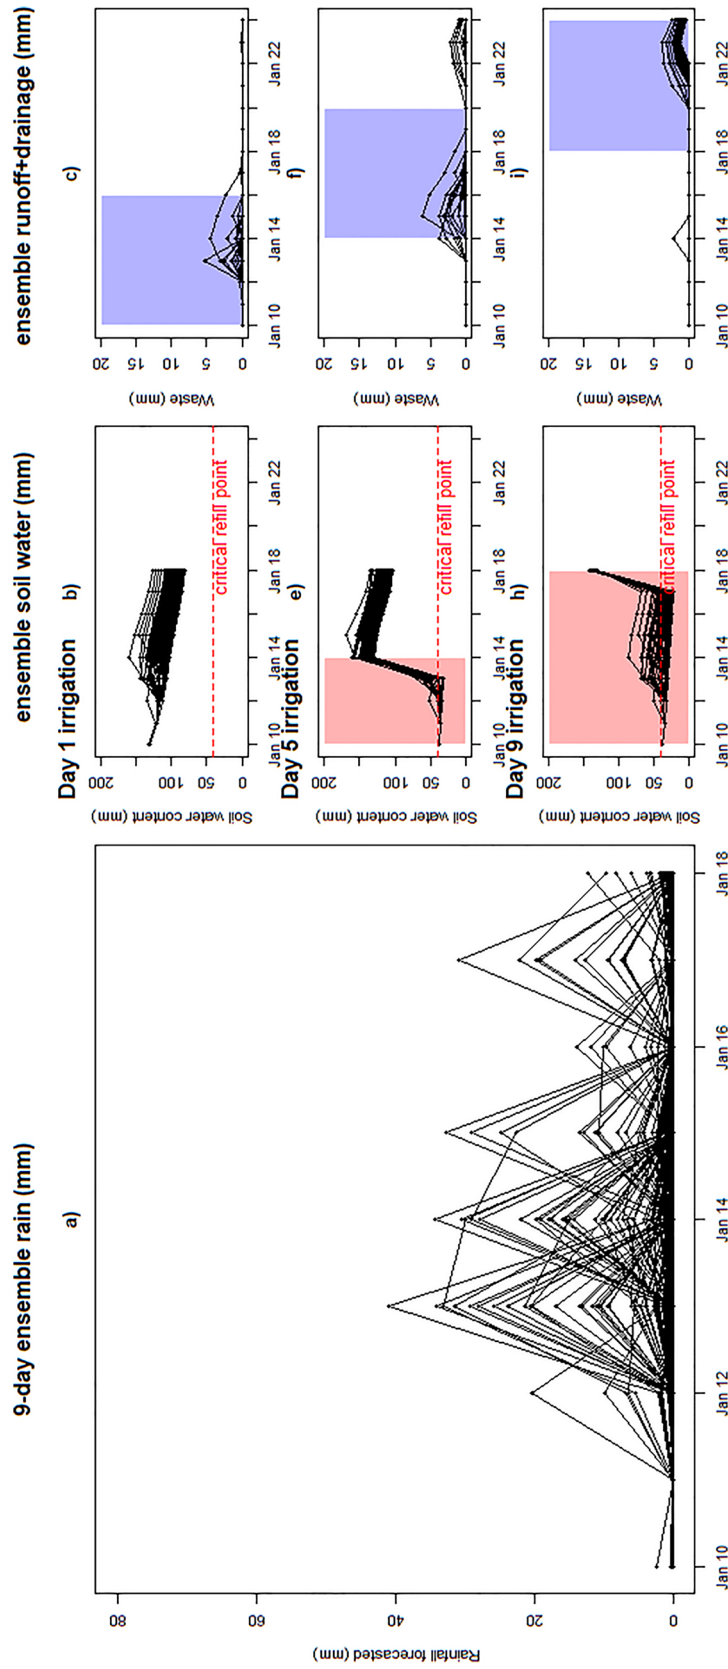 9-day ensemble rain (mm)
ensemble soil water (mm)
ensemble runoff+drainage (mm)
a)
Rainfall forecasted (mm)
80
60
40
20
0
Jan 10
Jan 12
Jan 14
Jan 16
Jan 18
Day 1 irrigation
b)
Soil water content (mm)
200
100
50
0
critical refill point
Jan 10
Jan 14
Jan 18
Jan 22
c)
Waste (mm)
20
15
10
5
0
Jan 10
Jan 14
Jan 18
Jan 22
Day 5 irrigation
e)
Soil water content (mm)
200
100
50
0
critical refill point
Jan 10
Jan 14
Jan 18
Jan 22
f)
Waste (mm)
20
15
10
5
0
Jan 10
Jan 14
Jan 18
Jan 22
Day 9 irrigation
h)
Soil water content (mm)
200
100
50
0
critical refill point
Jan 10
Jan 14
Jan 18
Jan 22
i)
Waste (mm)
20
15
10
5
0
Jan 10
Jan 14
Jan 18
Jan 22